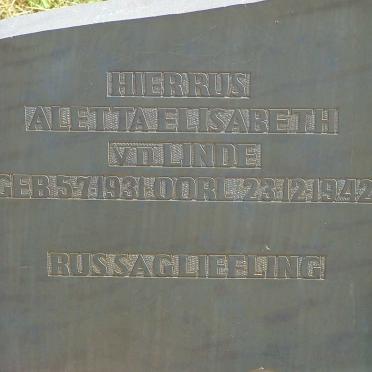 HIER RUS
ALETTA ELISABETH
v.d. LINDE
GEB. 5.7.1931. OORL. 23.12.1942
RUS SAG LIEFLING